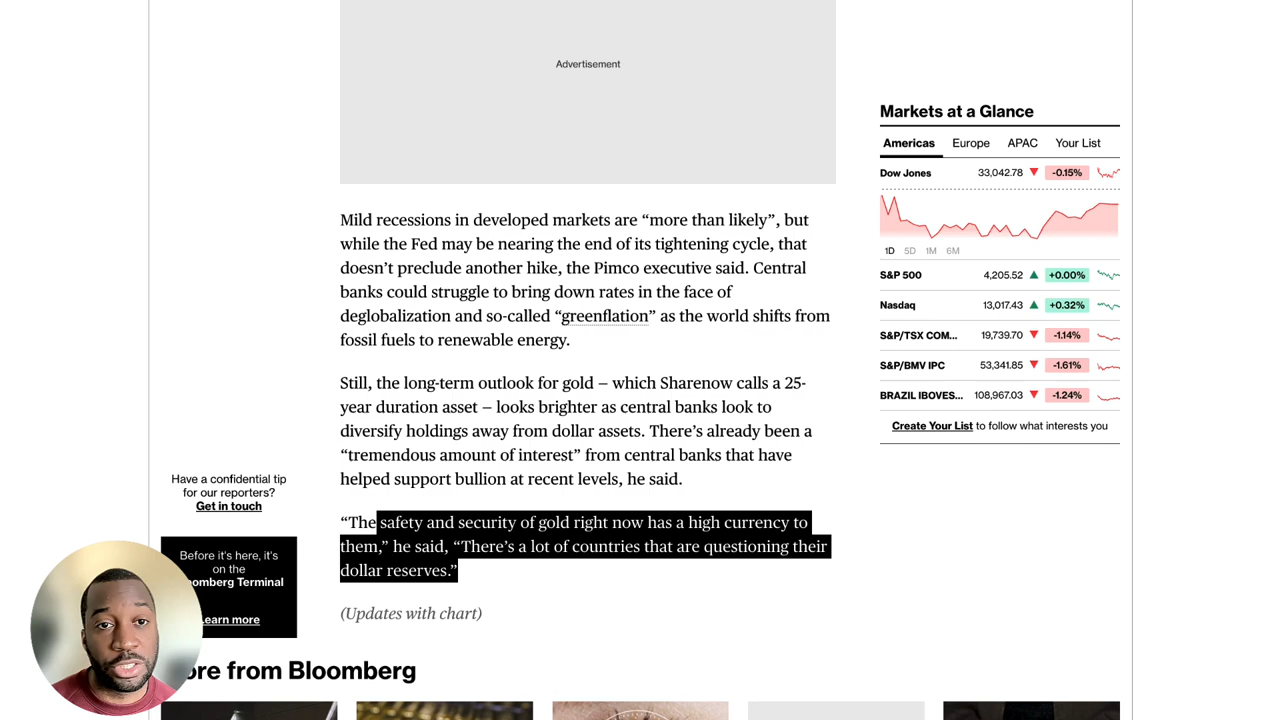 Advertisement
Mild recessions in developed markets are “more than likely”, but
while the Fed may be nearing the end of its tightening cycle, that
doesn’t preclude another hike, the Pimco executive said. Central
banks could struggle to bring down rates in the face of
deglobalization and so-called “greenflation” as the world shifts from
fossil fuels to renewable energy.
Still, the long-term outlook for gold — which Sharenow calls a 25-
year duration asset — looks brighter as central banks look to
diversify holdings away from dollar assets. There’s already been a
“tremendous amount of interest” from central banks that have
helped support bullion at recent levels, he said.
“The safety and security of gold right now has a high currency to
them,” he said, “There’s a lot of countries that are questioning their
dollar reserves.”
(Updates with chart)
Have a confidential tip
for our reporters?
Get in touch
Before it's here, it's
on the
omberg Terminal
earn more
Markets at a Glance
Americas Europe APAC Your List
Dow Jones 33,042.78 ▼ -0.15%
1D 5D 1M 6M
S&P 500 4,205.52 ▲ +0.00%
Nasdaq 13,017.43 ▲ +0.32%
S&P/TSX COM... 19,739.70 ▼ -1.14%
S&P/BMV IPC 53,341.85 ▼ -1.61%
BRAZIL IBOVES... 108,967.03 ▼ -1.24%
Create Your List to follow what interests you
ore from Bloomberg